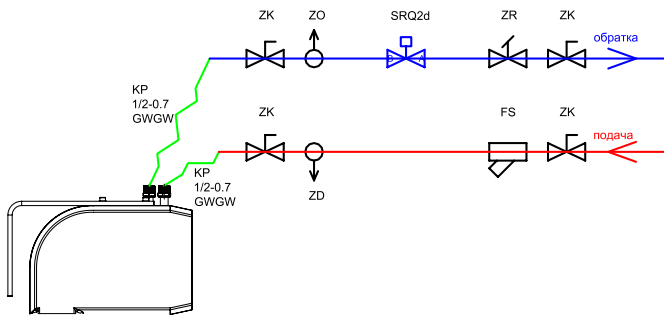 ZK ZO SRQ2d ZR ZK
B A
обратка
KP
1/2-0.7
GWGW
ZK FS ZK
подача
KP
1/2-0.7
GWGW
ZD